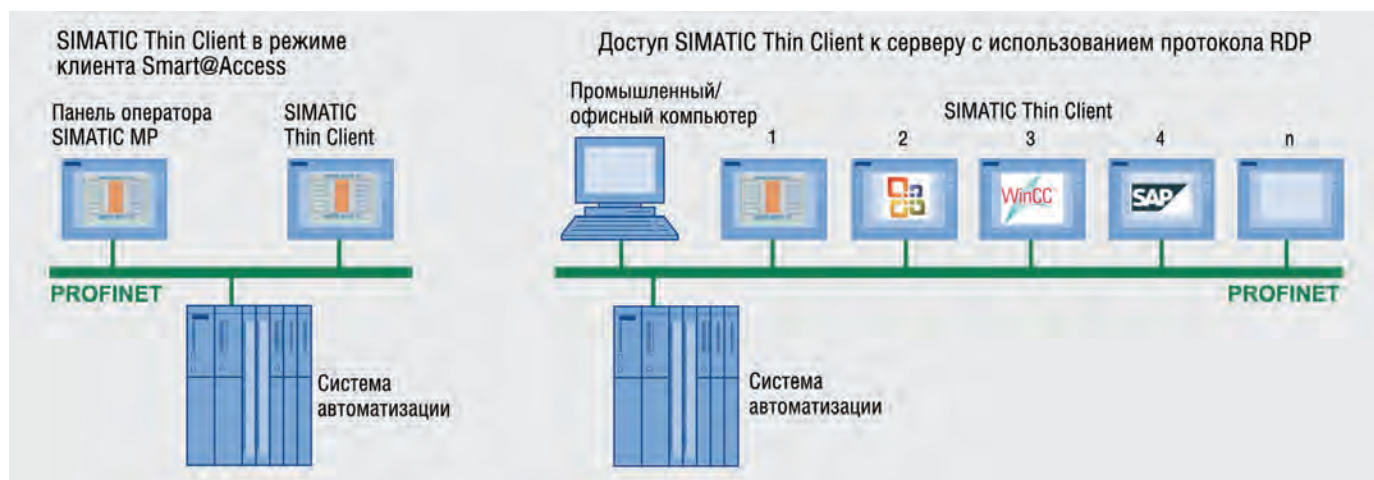 SIMATIC Thin Client в режиме
клиента Smart@Access
Панель оператора
SIMATIC MP
SIMATIC
Thin Client
PROFINET
Система
автоматизации
Доступ SIMATIC Thin Client к серверу с использованием протокола RDP
Промышленный/
офисный компьютер
SIMATIC Thin Client
1
2
3
4
n
WinCC
SAP
PROFINET
Система
автоматизации